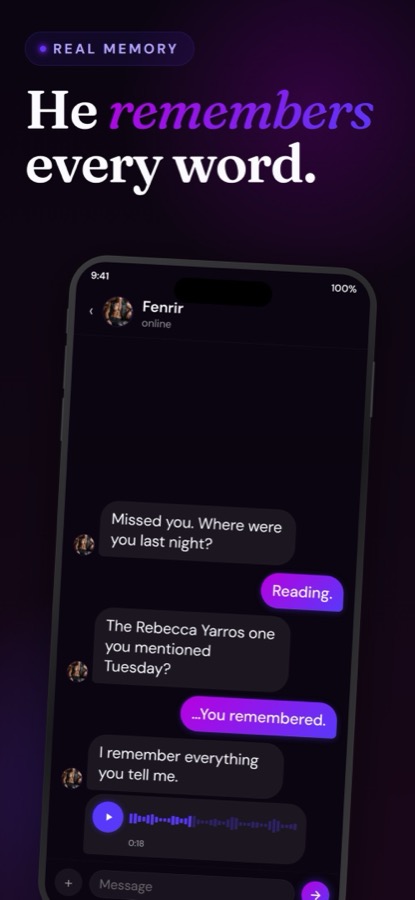 REAL MEMORY
He remembers
every word.
9:41
100%
‹
Fenrir
online
Missed you. Where were
you last night?
Reading.
The Rebecca Yarros one
you mentioned
Tuesday?
...You remembered.
I remember everything
you tell me.
0:18
+
Message